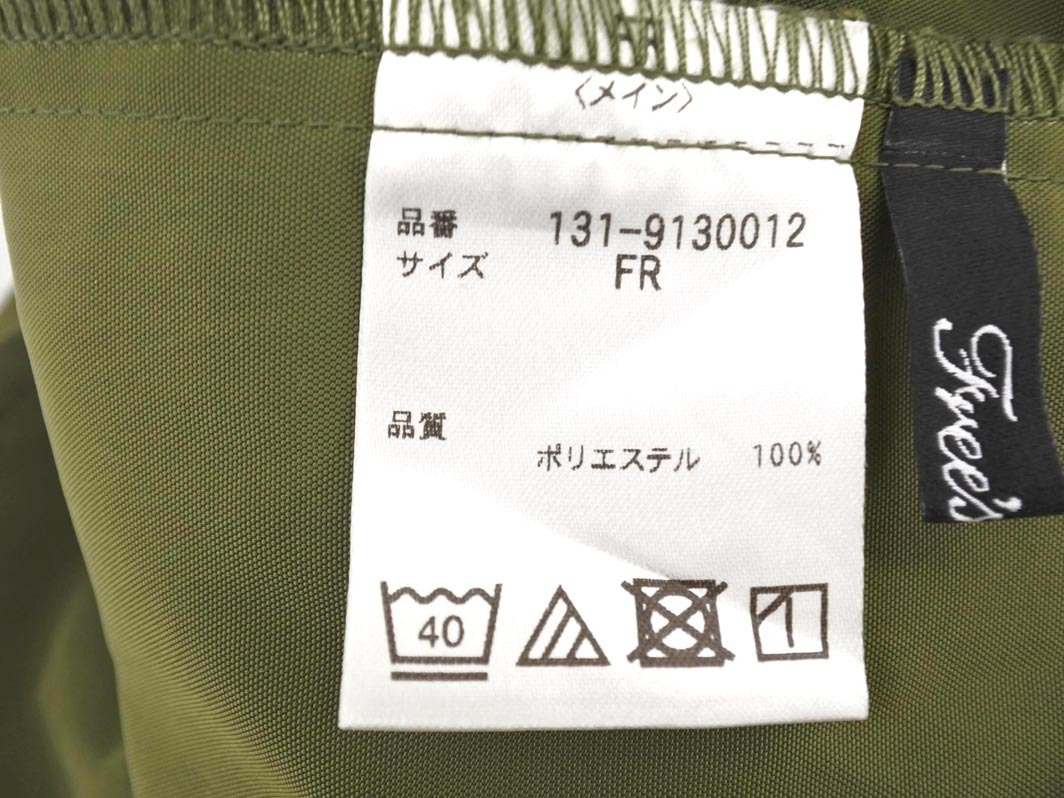 〈メイン〉
品番 131-9130012
サイズ FR
品質
ポリエステル 100%
40
Free's